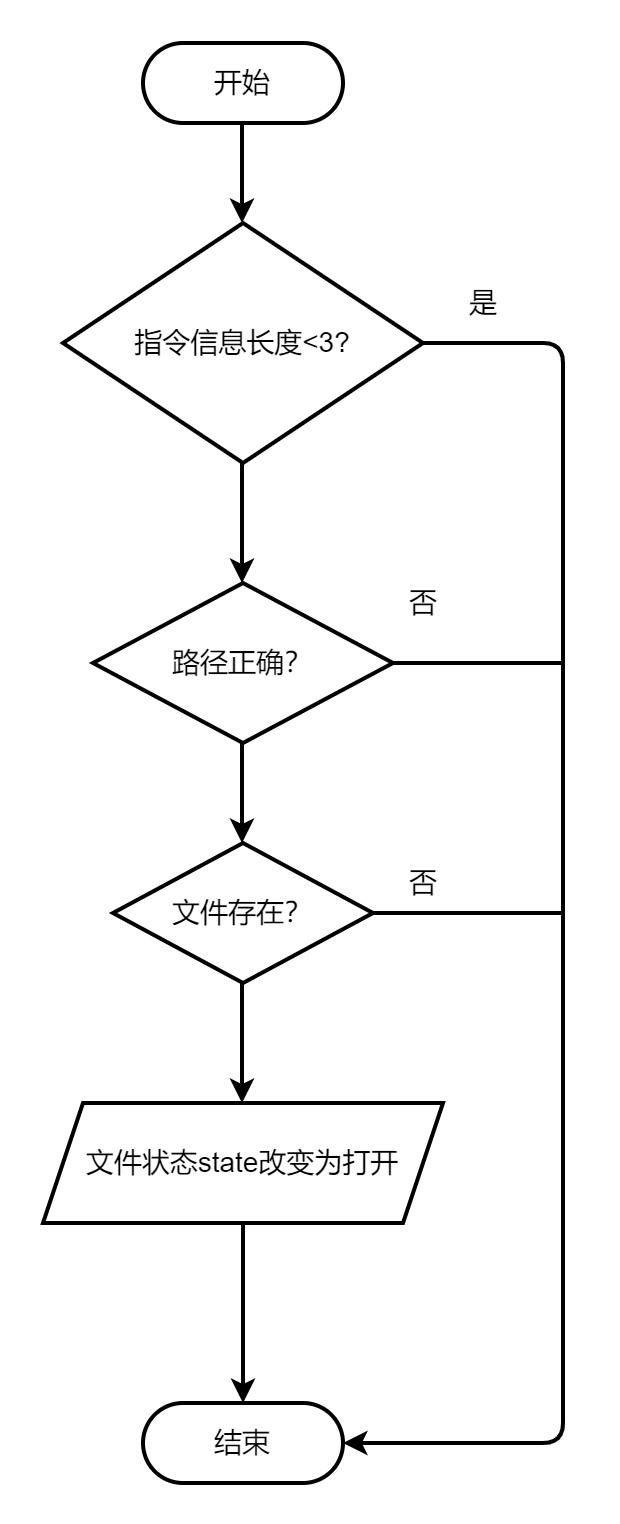 开始
是
指令信息长度<3?
否
路径正确？
否
文件存在？
文件状态state改变为打开
结束